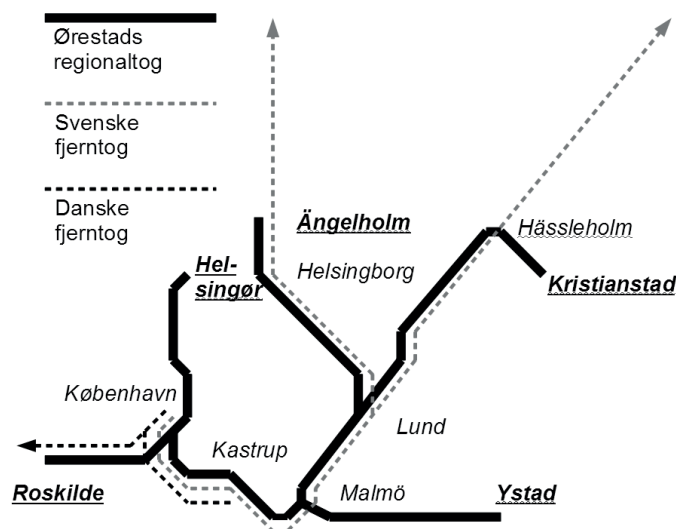 Ørestads
regionaltog
Svenske
fjerntog
Danske
fjerntog
Ängelholm
Hässleholm
Hel-
singør
Helsingborg
Kristianstad
København
Lund
Kastrup
Roskilde
Malmö
Ystad